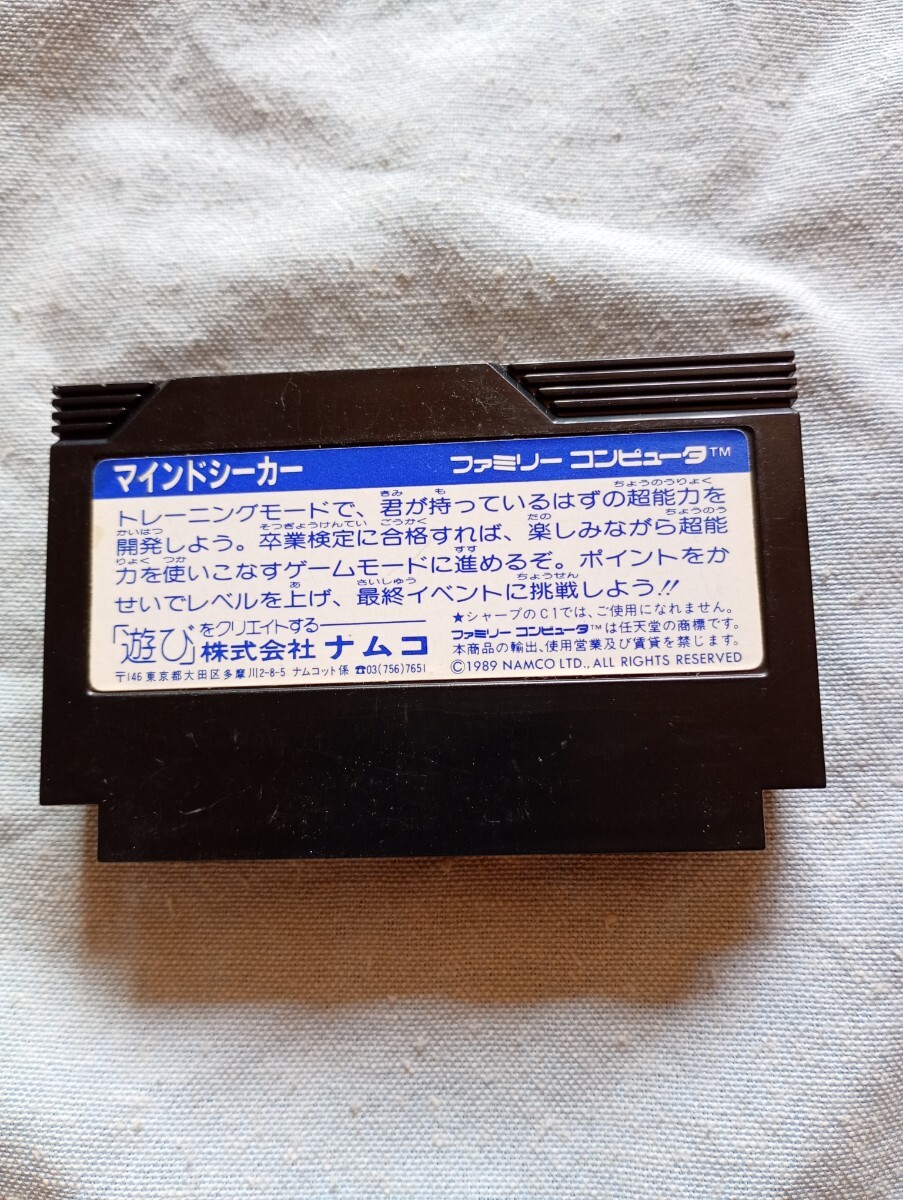 マインドシーカー ファミリー コンピュータ™
トレーニングモードで、君が持っているはずの超能力を
開発しよう。卒業検定に合格すれば、楽しみながら超能
力を使いこなすゲームモードに進めるぞ。ポイントをか
せいでレベルを上げ、最終イベントに挑戦しよう!!
「遊び」をクリエイトする
株式会社 ナムコ
〒146 東京都大田区多摩川2-8-5 ナムコット係 ☎03(756)7651
★シャープのC1では、ご使用になれません。
ファミリー コンピュータ™は任天堂の商標です。
本商品の輸出、使用営業及び賃貸を禁じます。
©1989 NAMCO LTD., ALL RIGHTS RESERVED